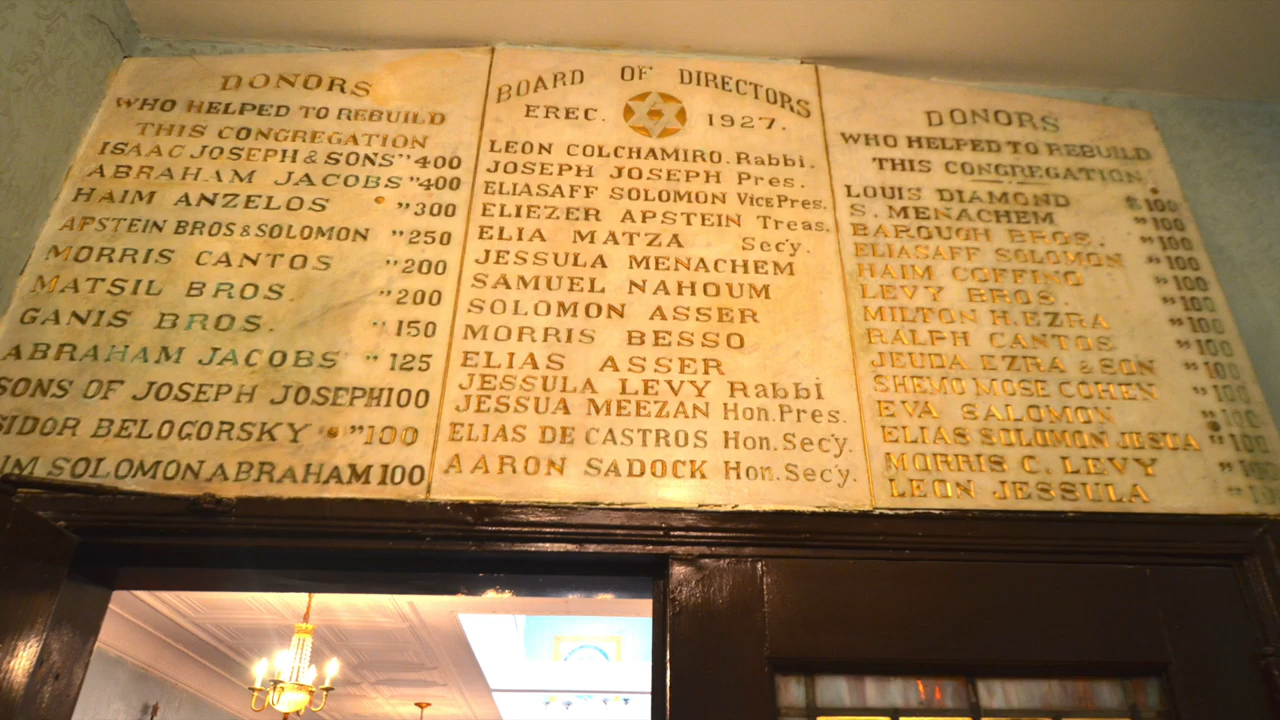 DONORS
WHO HELPED TO REBUILD
THIS CONGREGATION
ISAAC JOSEPH & SONS " 400
ABRAHAM JACOBS " 400
HAIM ANZELOS " 300
APSTEIN BROS & SOLOMON " 250
MORRIS CANTOS " 200
MATSIL BROS. " 200
GANIS BROS. " 150
ABRAHAM JACOBS " 125
SONS OF JOSEPH JOSEPH 100
SIDOR BELOGORSKY " 100
IM SOLOMON ABRAHAM 100
BOARD OF DIRECTORS
EREC. 1927.
LEON COLCHAMIRO. Rabbi.
JOSEPH JOSEPH Pres.
ELIASAFF SOLOMON Vice Pres.
ELIEZER APSTEIN Treas.
ELIA MATZA Sec'y.
JESSULA MENACHEM
SAMUEL NAHOUM
SOLOMON ASSER
MORRIS BESSO
ELIAS ASSER
JESSULA LEVY Rabbi
JESSUA MEEZAN Hon. Pres.
ELIAS DE CASTROS Hon. Sec'y.
AARON SADOCK Hon. Sec'y.
DONORS
WHO HELPED TO REBUILD
THIS CONGREGATION.
LOUIS DIAMOND $ 100
S. MENACHEM " 100
BAROUGH BROS. " 100
ELIASAFF SOLOMON " 100
HAIM COFFINO " 100
LEVY BROS. " 100
MILTON H. EZRA " 100
RALPH CANTOS " 100
JEUDA EZRA & SON " 100
SHEMO MOSE COHEN " 100
EVA SALOMON " 100
ELIAS SOLOMON JESUA " 100
MORRIS C. LEVY " 100
LEON JESSULA " 100